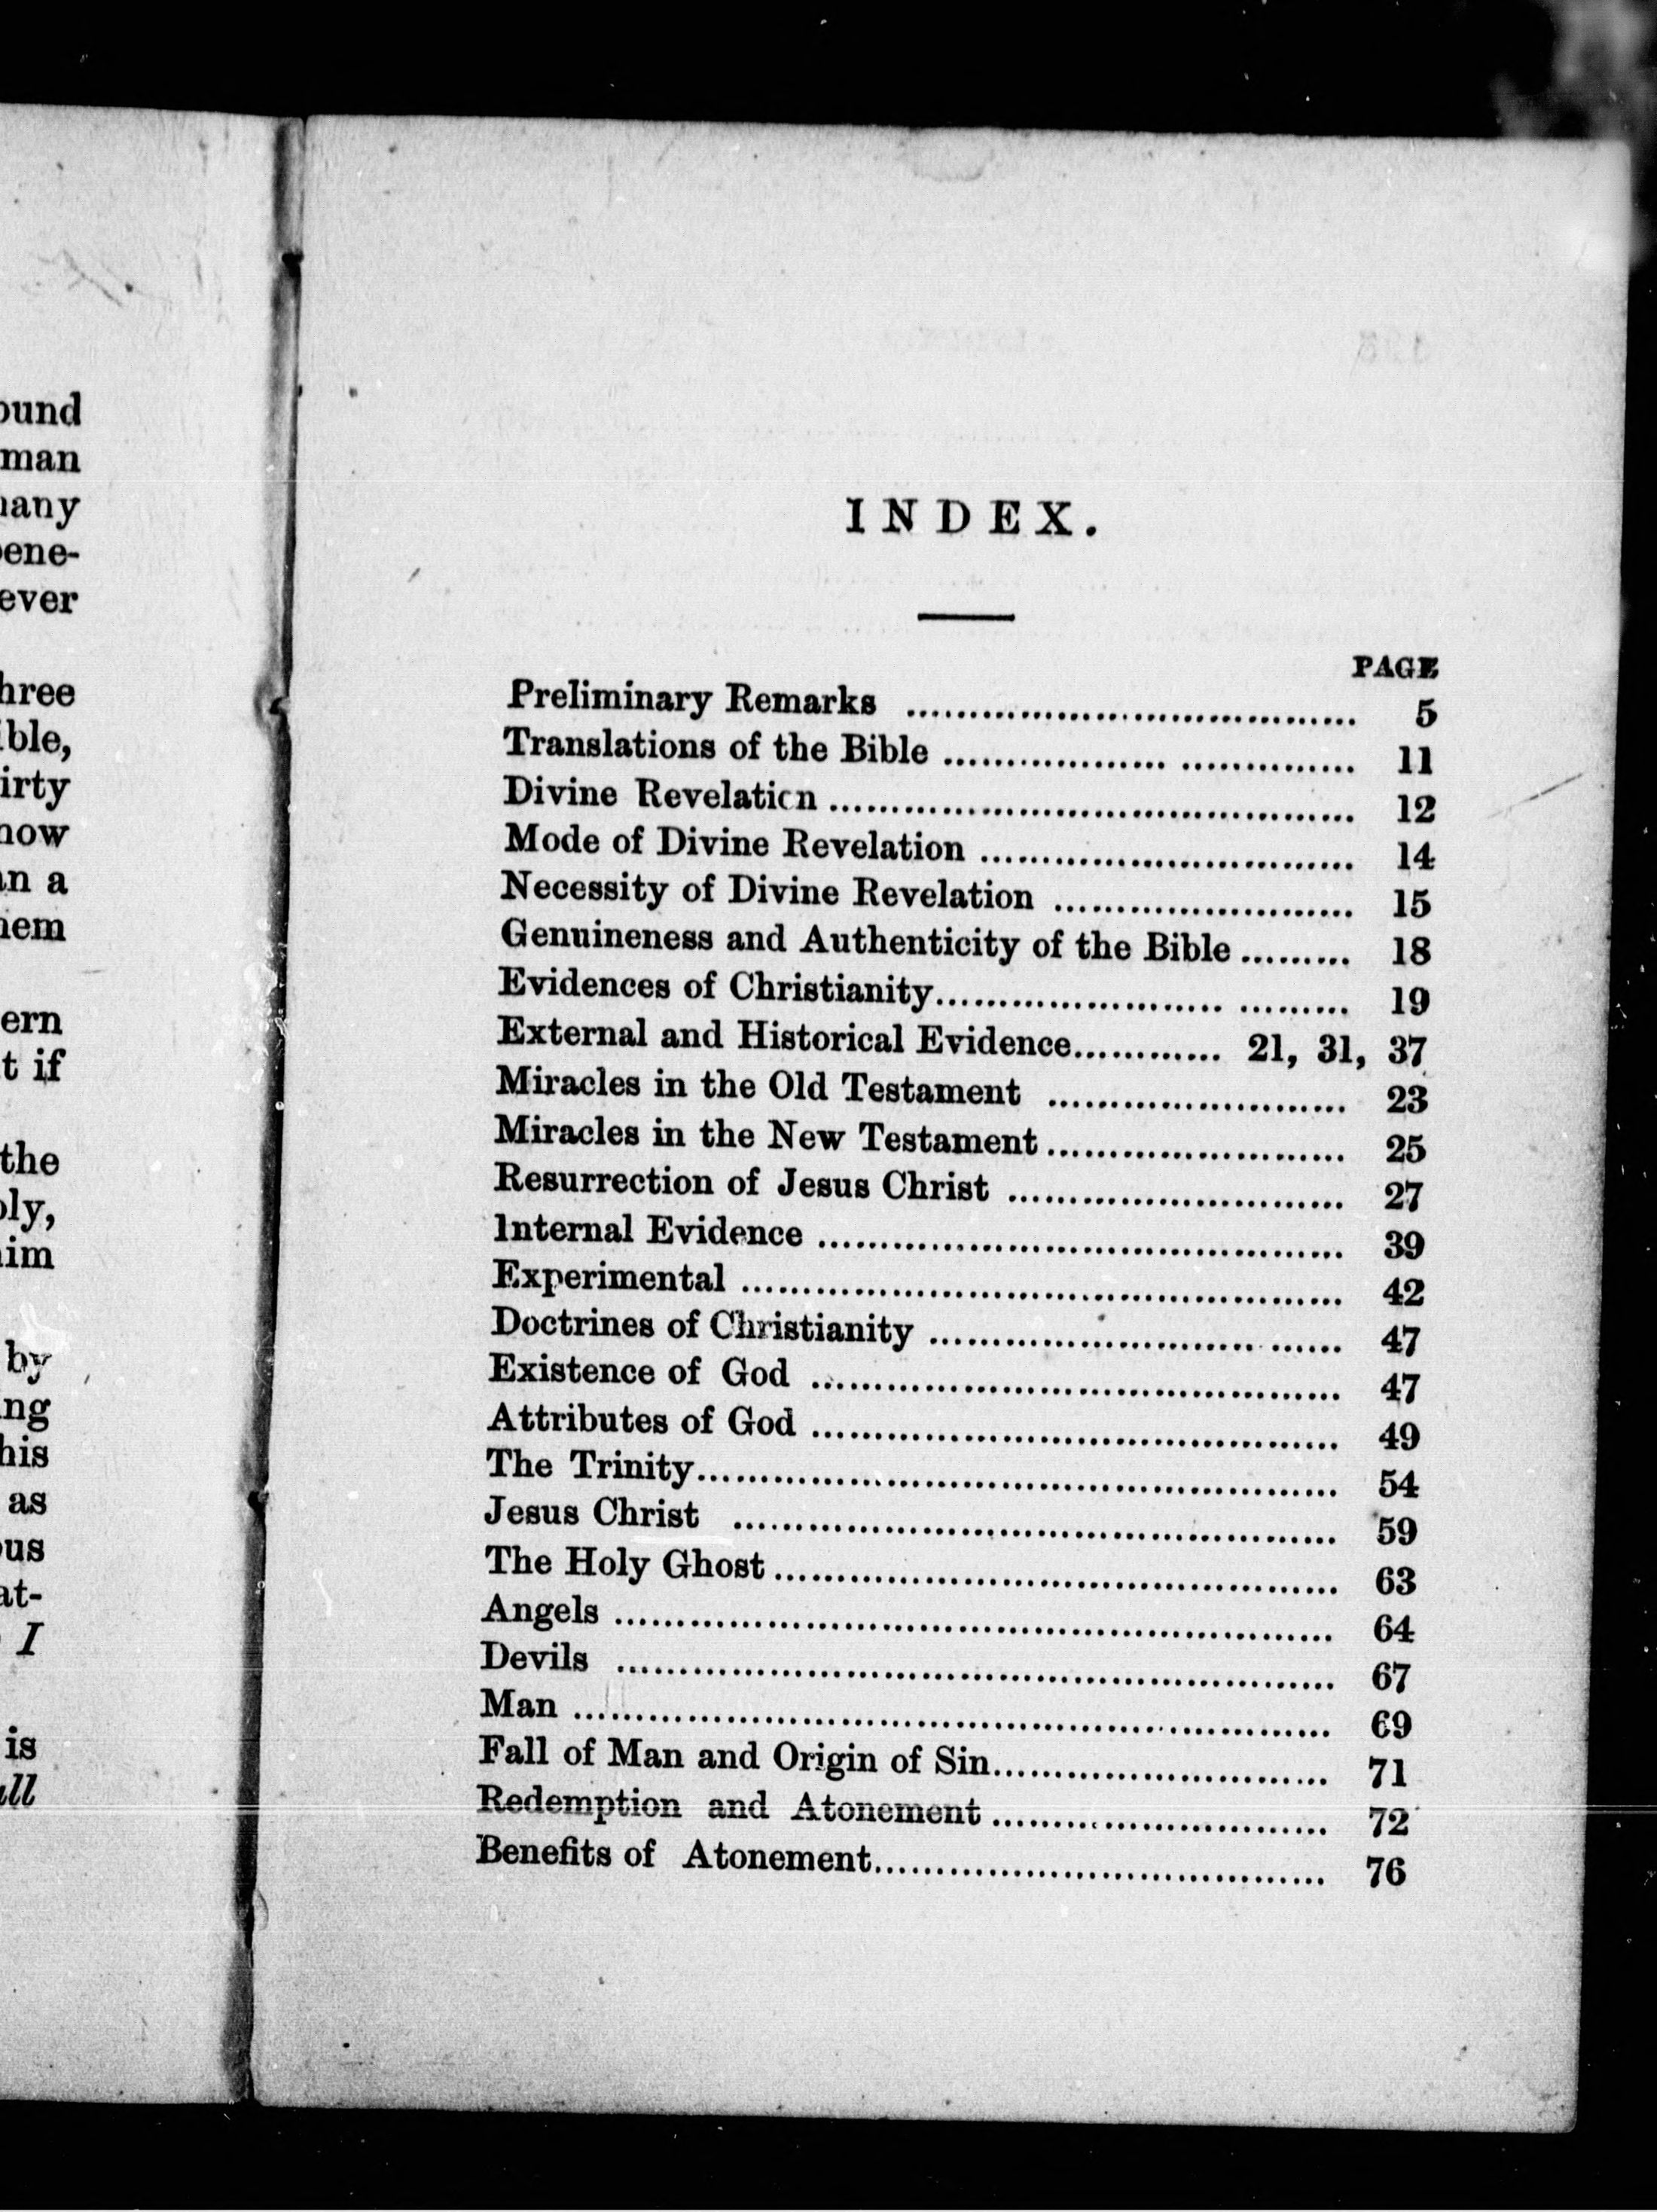 ound
man
any
ene-
ever
hree
ble,
irty
now
n a
hem
ern
t if
the
ly,
im
by
ing
his
as
ous
at-
I
is
all
INDEX.
PAGE
Preliminary Remarks ........................................ 5
Translations of the Bible .................. .............. 11
Divine Revelation .......................................... 12
Mode of Divine Revelation .............................. 14
Necessity of Divine Revelation ........................ 15
Genuineness and Authenticity of the Bible ......... 18
Evidences of Christianity....................... ......... 19
External and Historical Evidence............ 21, 31, 37
Miracles in the Old Testament ........................ 23
Miracles in the New Testament ........................ 25
Resurrection of Jesus Christ ........................... 27
Internal Evidence .......................................... 39
Experimental ................................................ 42
Doctrines of Christianity .......................... ...... 47
Existence of God .......................................... 47
Attributes of God .......................................... 49
The Trinity................................................... 54
Jesus Christ ................................................ 59
The Holy Ghost ............................................. 63
Angels ......................................................... 64
Devils ......................................................... 67
Man ............................................................ 69
Fall of Man and Origin of Sin........................... 71
Redemption and Atonement ........................... 72
Benefits of Atonement.................................... 76